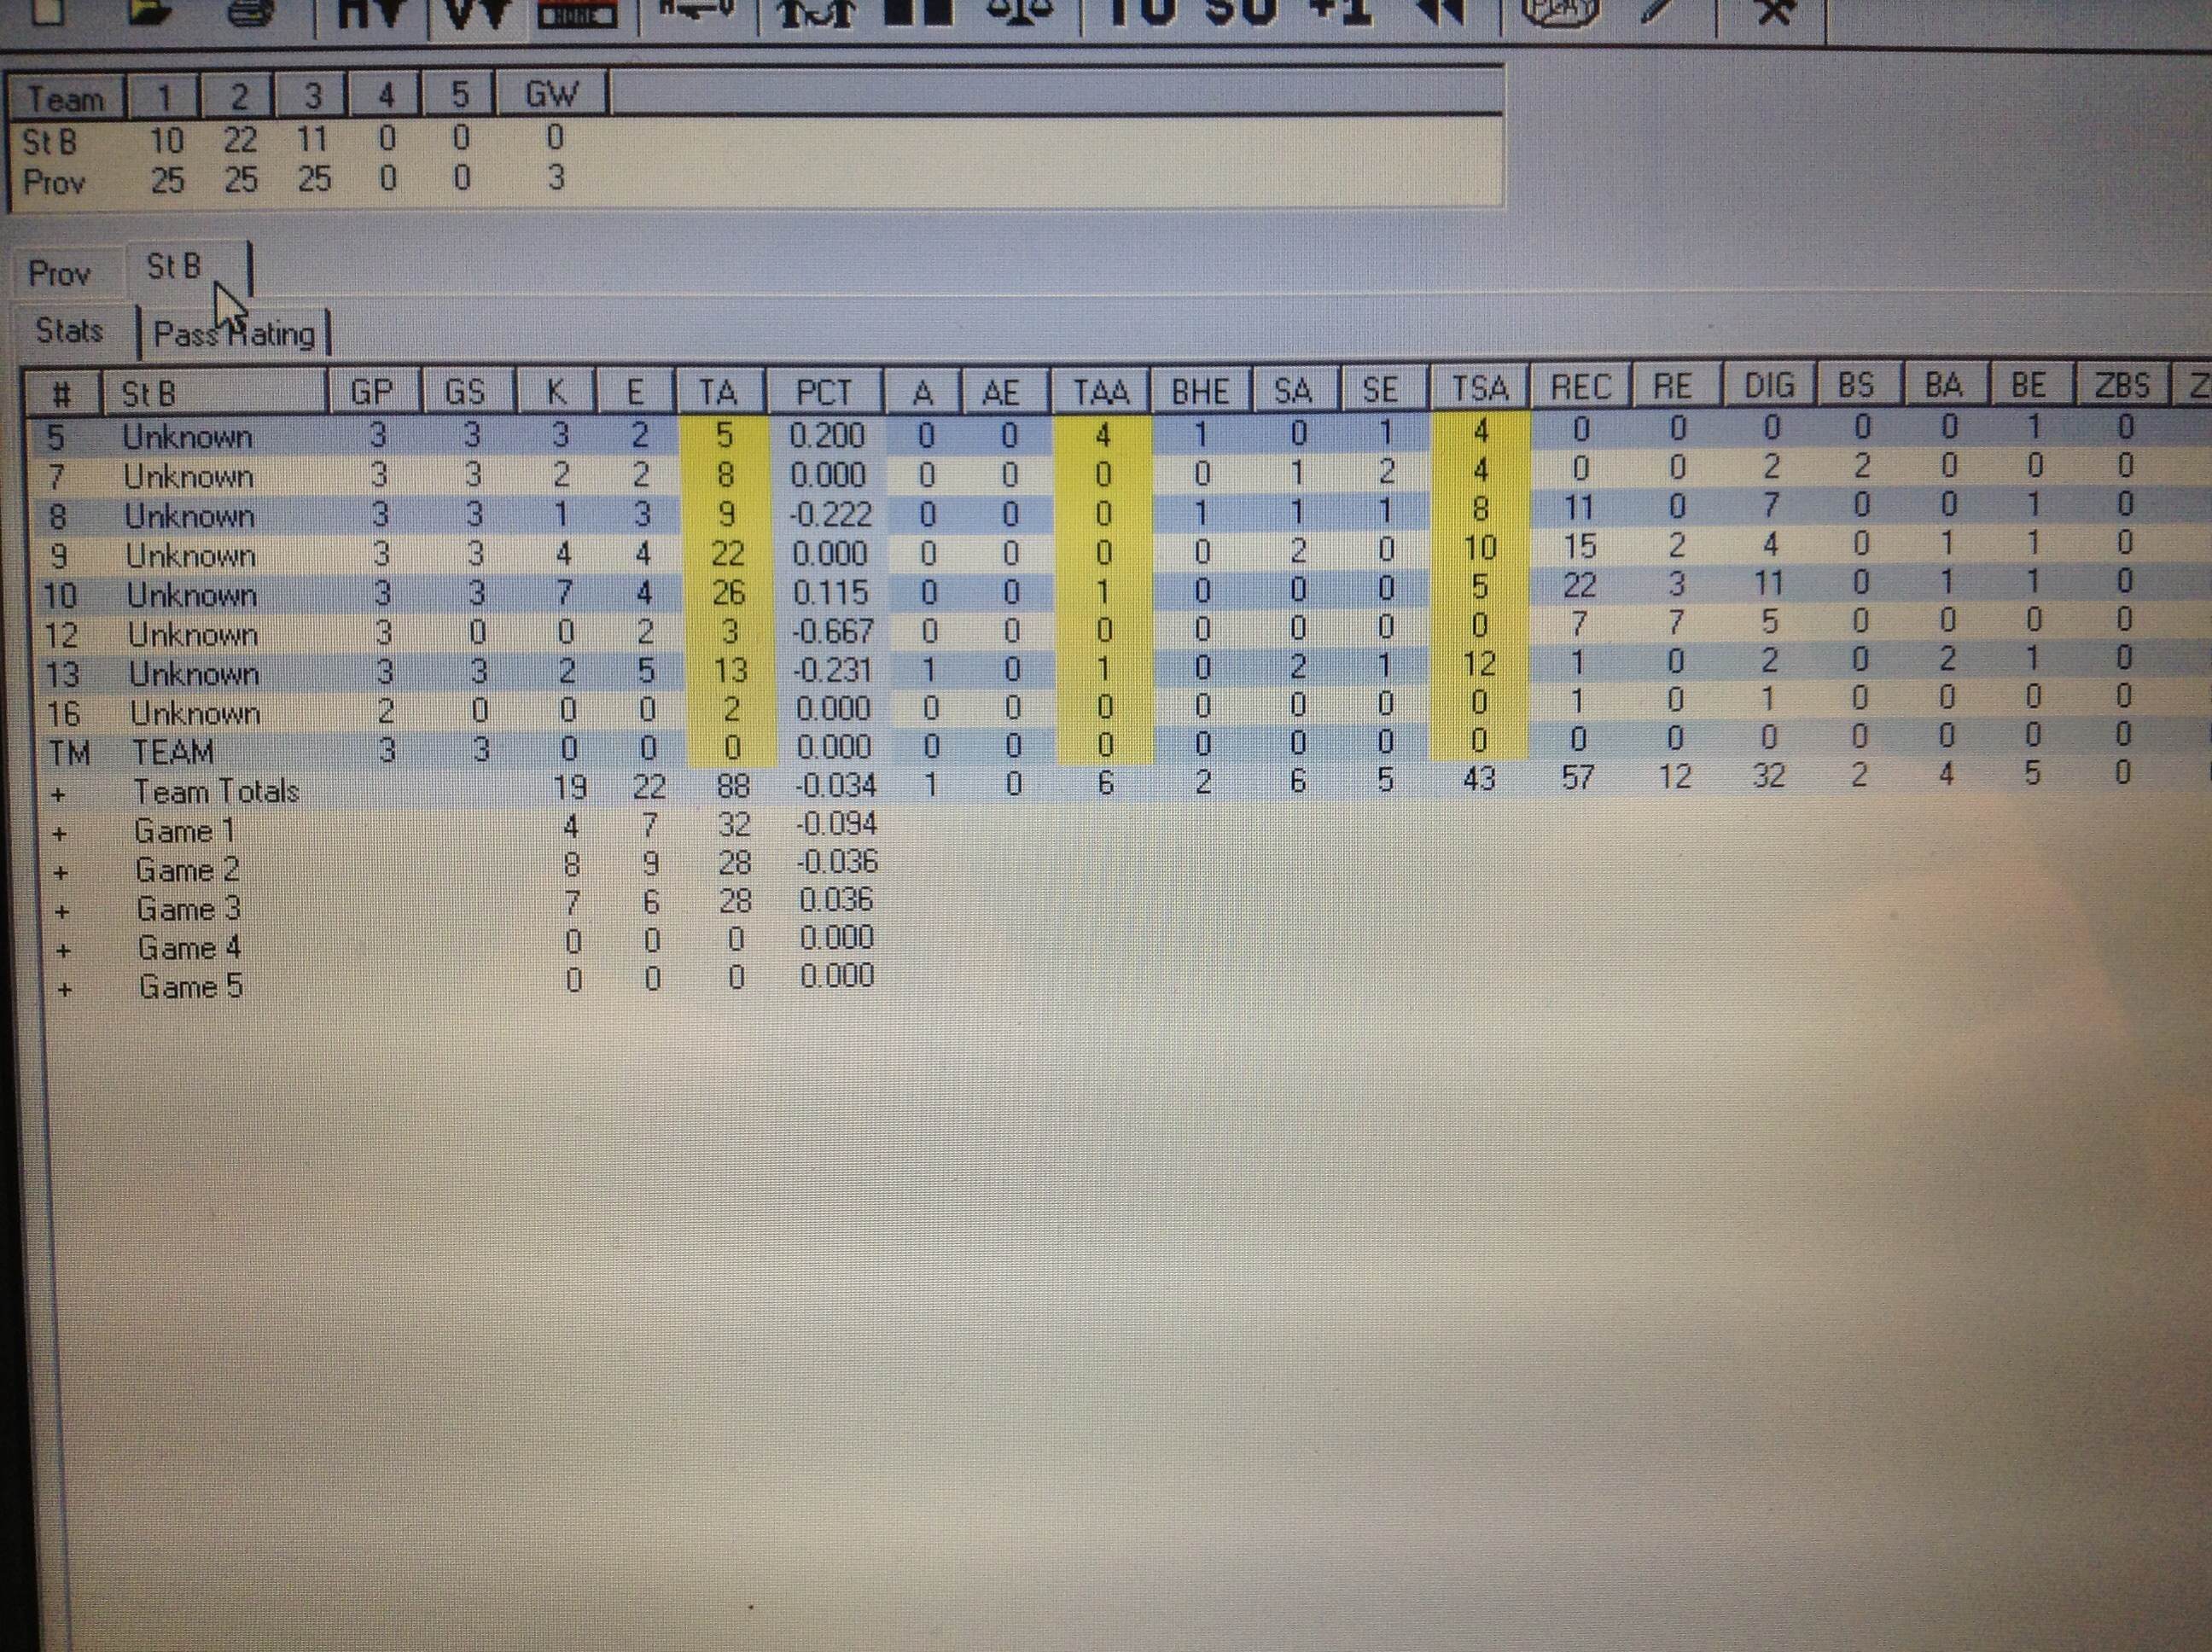 TO SO +1 PLAY
Team 1 2 3 4 5 GW
St B 10 22 11 0 0 0
Prov 25 25 25 0 0 3
Prov St B
Stats Pass Rating
# St B GP GS K E TA PCT A AE TAA BHE SA SE TSA REC RE DIG BS BA BE ZBS
5 Unknown 3 3 3 2 5 0.200 0 0 4 1 0 1 4 0 0 0 0 0 1 0
7 Unknown 3 3 2 2 8 0.000 0 0 0 0 1 2 4 0 0 2 2 0 0 0
8 Unknown 3 3 1 3 9 -0.222 0 0 0 1 1 1 8 11 0 7 0 0 1 0
9 Unknown 3 3 4 4 22 0.000 0 0 0 0 2 0 10 15 2 4 0 1 1 0
10 Unknown 3 3 7 4 26 0.115 0 0 1 0 0 0 5 22 3 11 0 1 1 0
12 Unknown 3 0 0 2 3 -0.667 0 0 0 0 0 0 0 7 7 5 0 0 0 0
13 Unknown 3 3 2 5 13 -0.231 1 0 1 0 2 1 12 1 0 2 0 2 1 0
16 Unknown 2 0 0 0 2 0.000 0 0 0 0 0 0 0 1 0 1 0 0 0 0
TM TEAM 3 3 0 0 0 0.000 0 0 0 0 0 0 0 0 0 0 0 0 0 0
+ Team Totals 19 22 88 -0.034 1 0 6 2 6 5 43 57 12 32 2 4 5 0
+ Game 1 4 7 32 -0.094
+ Game 2 8 9 28 -0.036
+ Game 3 7 6 28 0.036
+ Game 4 0 0 0 0.000
+ Game 5 0 0 0 0.000